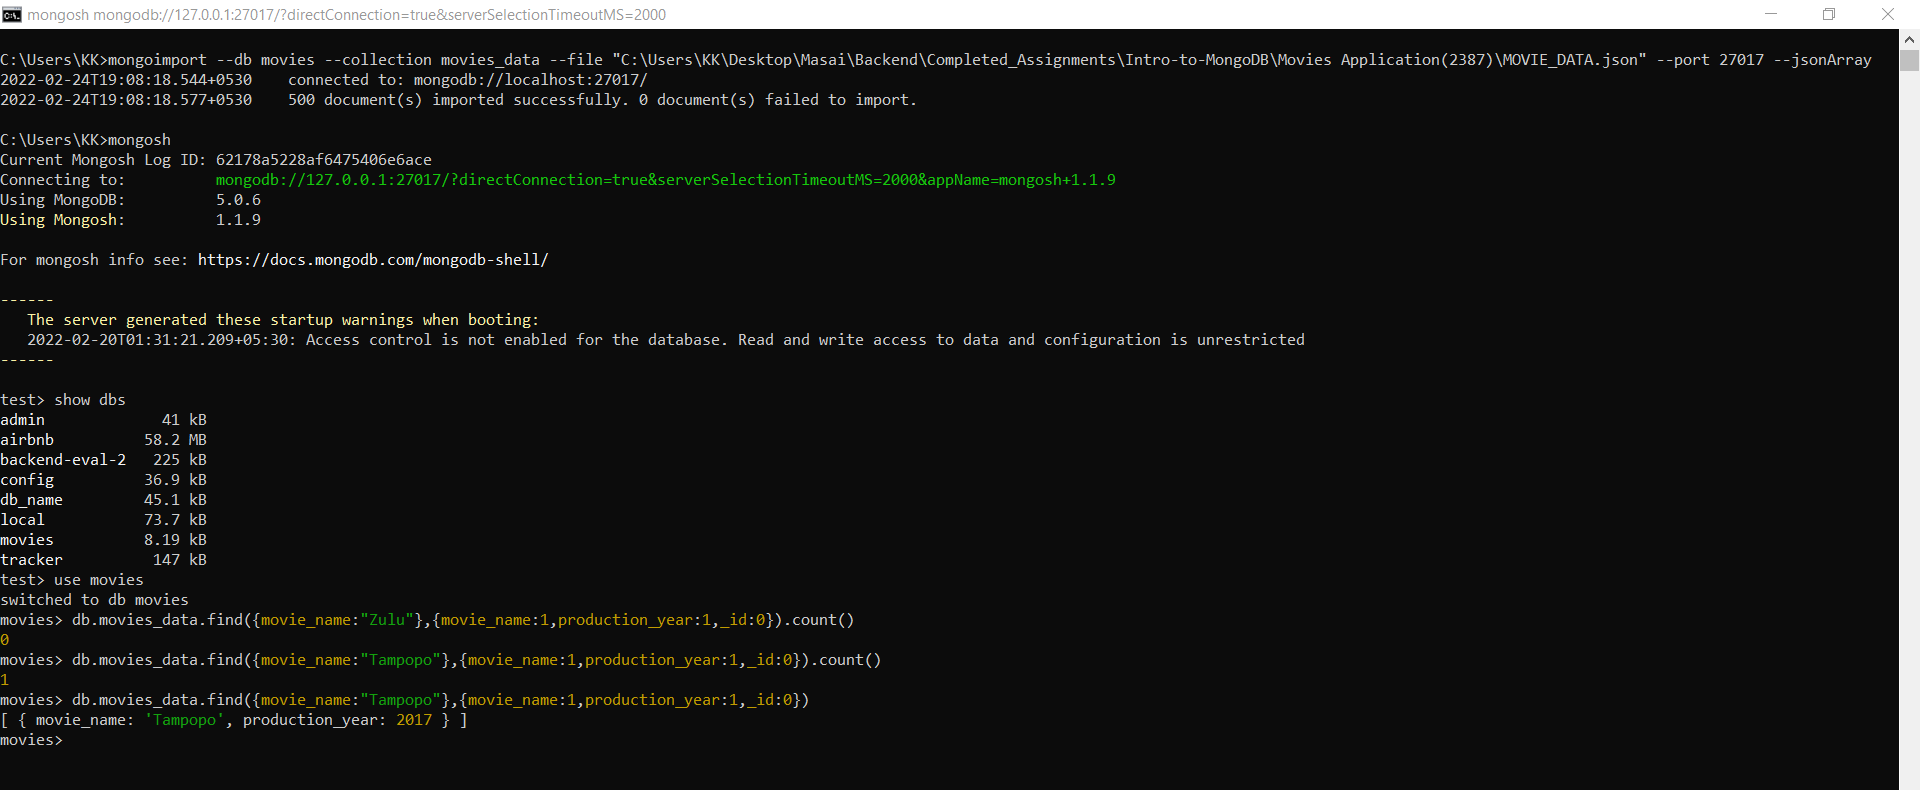 mongosh mongodb://127.0.0.1:27017/?directConnection=true&serverSelectionTimeoutMS=2000
C:\Users\KK>mongoimport --db movies --collection movies_data --file "C:\Users\KK\Desktop\Masai\Backend\Completed_Assignments\Intro-to-MongoDB\Movies Application(2387)\MOVIE_DATA.json" --port 27017 --jsonArray
2022-02-24T19:08:18.544+0530    connected to: mongodb://localhost:27017/
2022-02-24T19:08:18.577+0530    500 document(s) imported successfully. 0 document(s) failed to import.
C:\Users\KK>mongosh
Current Mongosh Log ID: 62178a5228af6475406e6ace
Connecting to:          mongodb://127.0.0.1:27017/?directConnection=true&serverSelectionTimeoutMS=2000&appName=mongosh+1.1.9
Using MongoDB:          5.0.6
Using Mongosh:          1.1.9
For mongosh info see: https://docs.mongodb.com/mongodb-shell/
------
   The server generated these startup warnings when booting:
   2022-02-20T01:31:21.209+05:30: Access control is not enabled for the database. Read and write access to data and configuration is unrestricted
------
test> show dbs
admin             41 kB
airbnb          58.2 MB
backend-eval-2   225 kB
config          36.9 kB
db_name         45.1 kB
local           73.7 kB
movies          8.19 kB
tracker          147 kB
test> use movies
switched to db movies
movies> db.movies_data.find({movie_name:"Zulu"},{movie_name:1,production_year:1,_id:0}).count()
0
movies> db.movies_data.find({movie_name:"Tampopo"},{movie_name:1,production_year:1,_id:0}).count()
1
movies> db.movies_data.find({movie_name:"Tampopo"},{movie_name:1,production_year:1,_id:0})
[ { movie_name: 'Tampopo', production_year: 2017 } ]
movies>